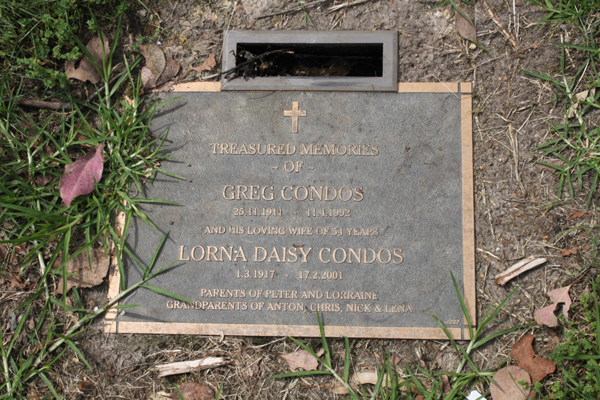 TREASURED MEMORIES
~ OF ~
GREG CONDOS
25.11.1911 - 11.4.1992
AND HIS LOVING WIFE OF 54 YEARS
LORNA DAISY CONDOS
1.3.1917 - 17.2.2001
PARENTS OF PETER AND LORRAINE
GRANDPARENTS OF ANTON, CHRIS, NICK & LENA